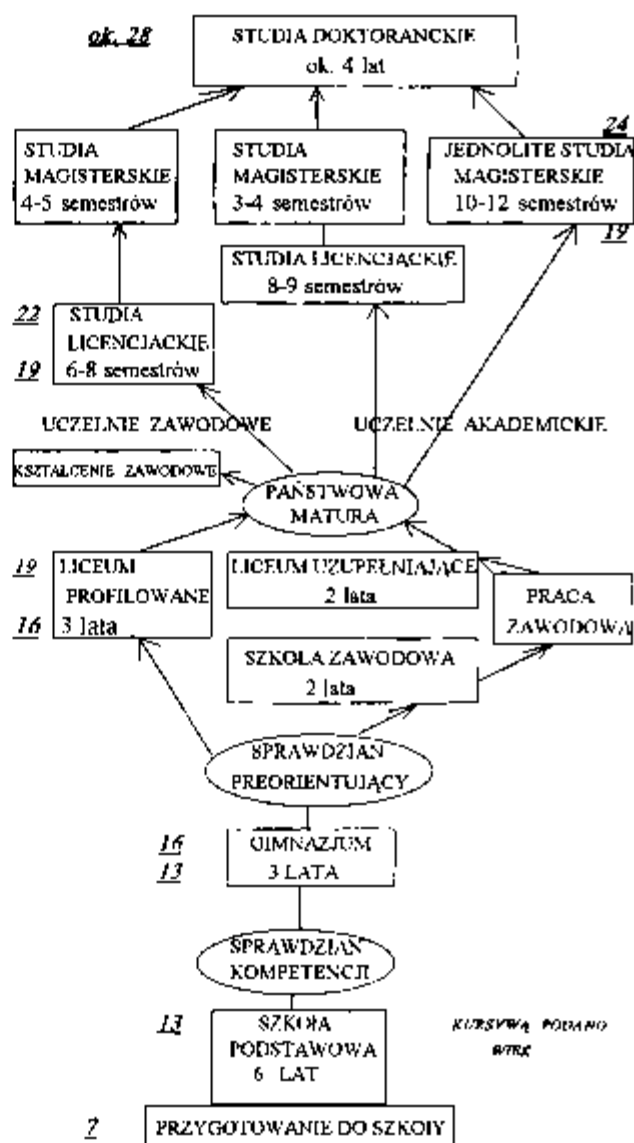 ok. 28
STUDIA DOKTORANCKIE
ok. 4 lat
STUDIA
MAGISTERSKIE
4-5 semestrów
STUDIA
MAGISTERSKIE
3-4 semestrów
24
JEDNOLITE STUDIA
MAGISTERSKIE
10-12 semestrów
19
STUDIA LICENCJACKIE
8-9 semestrów
22
STUDIA
LICENCJACKIE
19
6-8 semestrów
UCZELNIE ZAWODOWE
UCZELNIE AKADEMICKIE
KSZTAŁCENIE ZAWODOWE
PAŃSTWOWA
MATURA
19
LICEUM
PROFILOWANE
16
3 lata
LICEUM UZUPEŁNIAJĄCE
2 lata
PRACA
ZAWODOWA
SZKOŁA ZAWODOWA
2 lata
SPRAWDZIAN
PREORIENTUJĄCY
16
GIMNAZJUM
13
3 LATA
SPRAWDZIAN
KOMPETENCJI
13
SZKOŁA
PODSTAWOWA
6 LAT
KURSYWĄ PODANO
WIEK
7
PRZYGOTOWANIE DO SZKOŁY